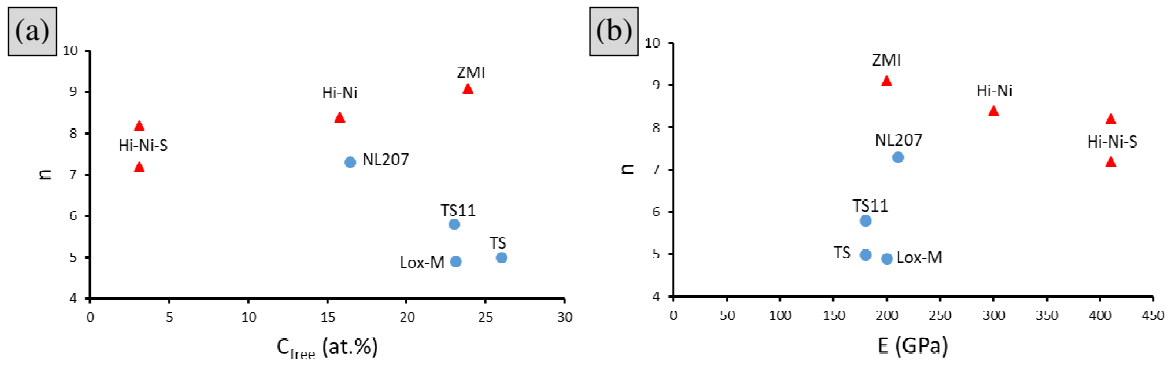 (a)
10
9
8
7
6
5
4
n
ZMI
Hi-Ni
Hi-Ni-S
NL207
TS11
TS
Lox-M
0 5 10 15 20 25 30
C_free (at.%)
(b)
10
9
8
7
6
5
4
n
ZMI
Hi-Ni
NL207
Hi-Ni-S
TS11
TS
Lox-M
0 50 100 150 200 250 300 350 400 450
E (GPa)